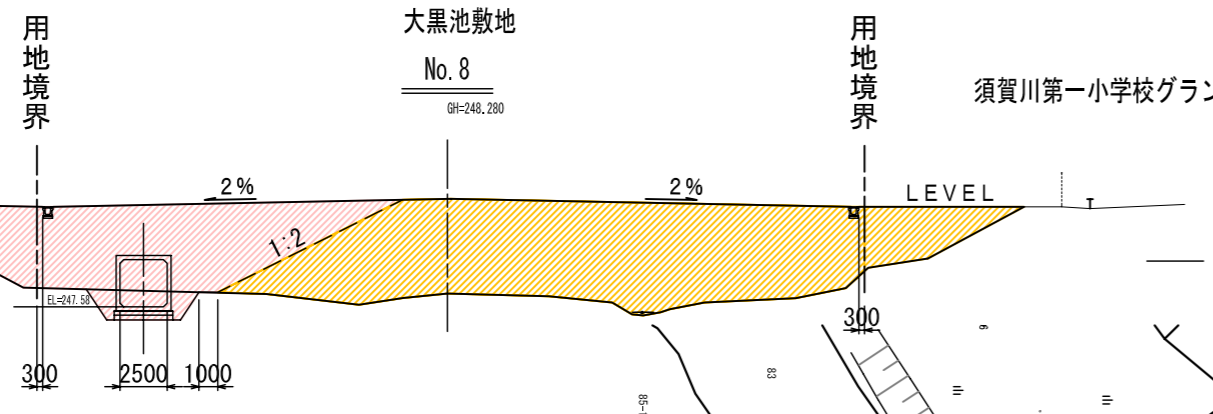 用地境界
大黒池敷地
No.8
GH=248.280
用地境界
須賀川第一小学校グラン
2%
2%
LEVEL
1:2
EL=247.58
300
2500
1000
300
83